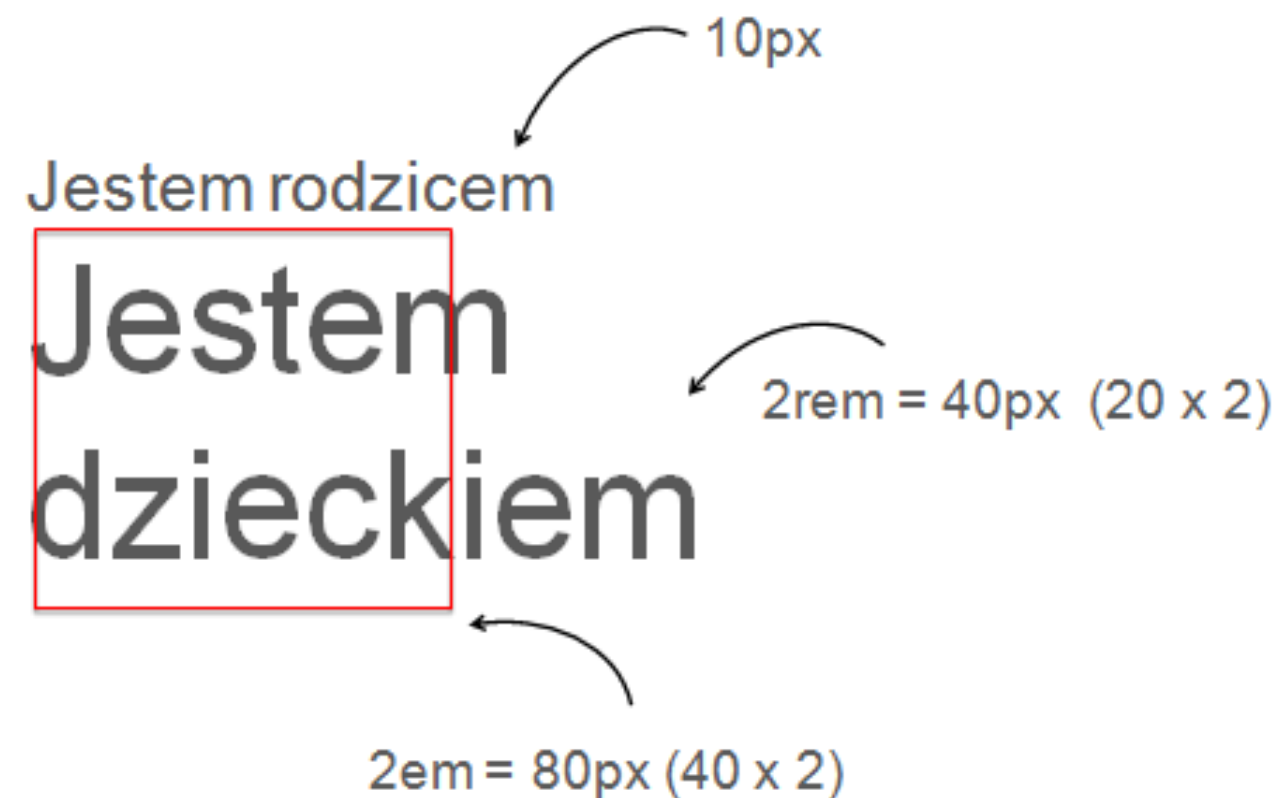 10px
Jestem rodzicem
Jestem
dzieckiem
2rem = 40px (20 x 2)
2em = 80px (40 x 2)